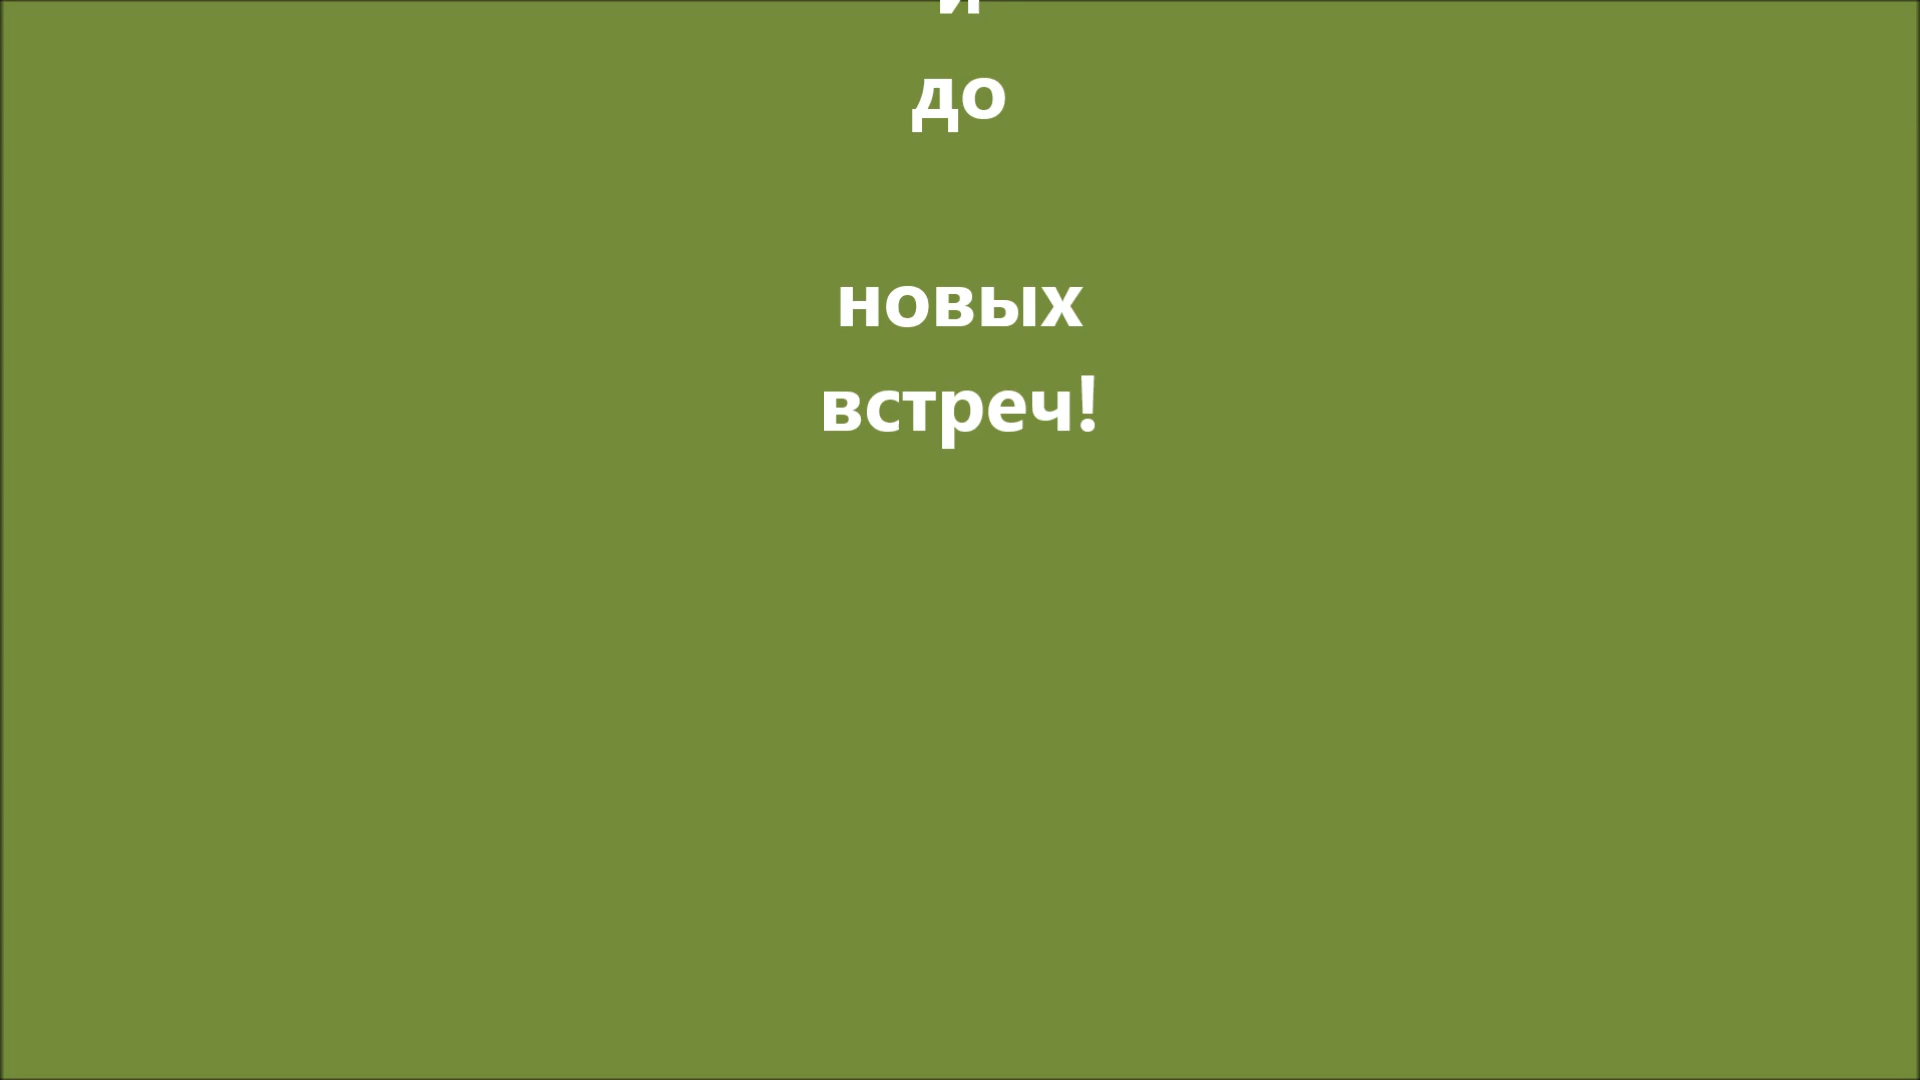 и
до
новых
встреч!